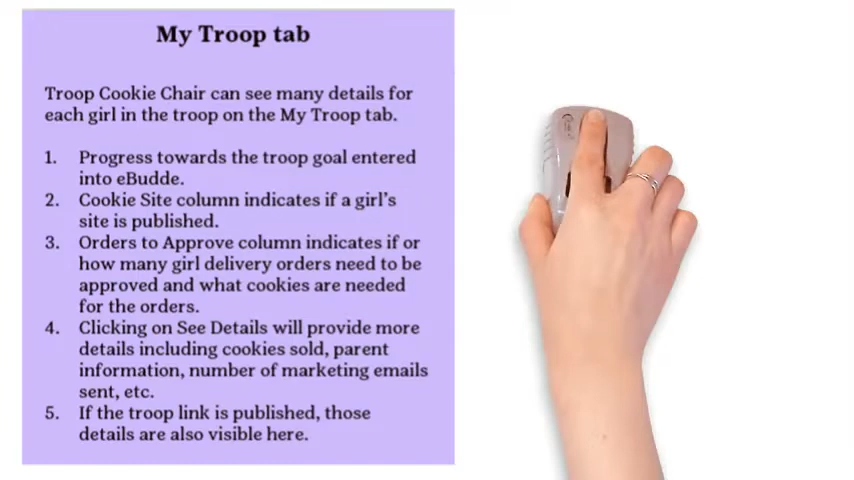 My Troop tab
Troop Cookie Chair can see many details for
each girl in the troop on the My Troop tab.
1. Progress towards the troop goal entered
into eBudde.
2. Cookie Site column indicates if a girl's
site is published.
3. Orders to Approve column indicates if or
how many girl delivery orders need to be
approved and what cookies are needed
for the orders.
4. Clicking on See Details will provide more
details including cookies sold, parent
information, number of marketing emails
sent, etc.
5. If the troop link is published, those
details are also visible here.